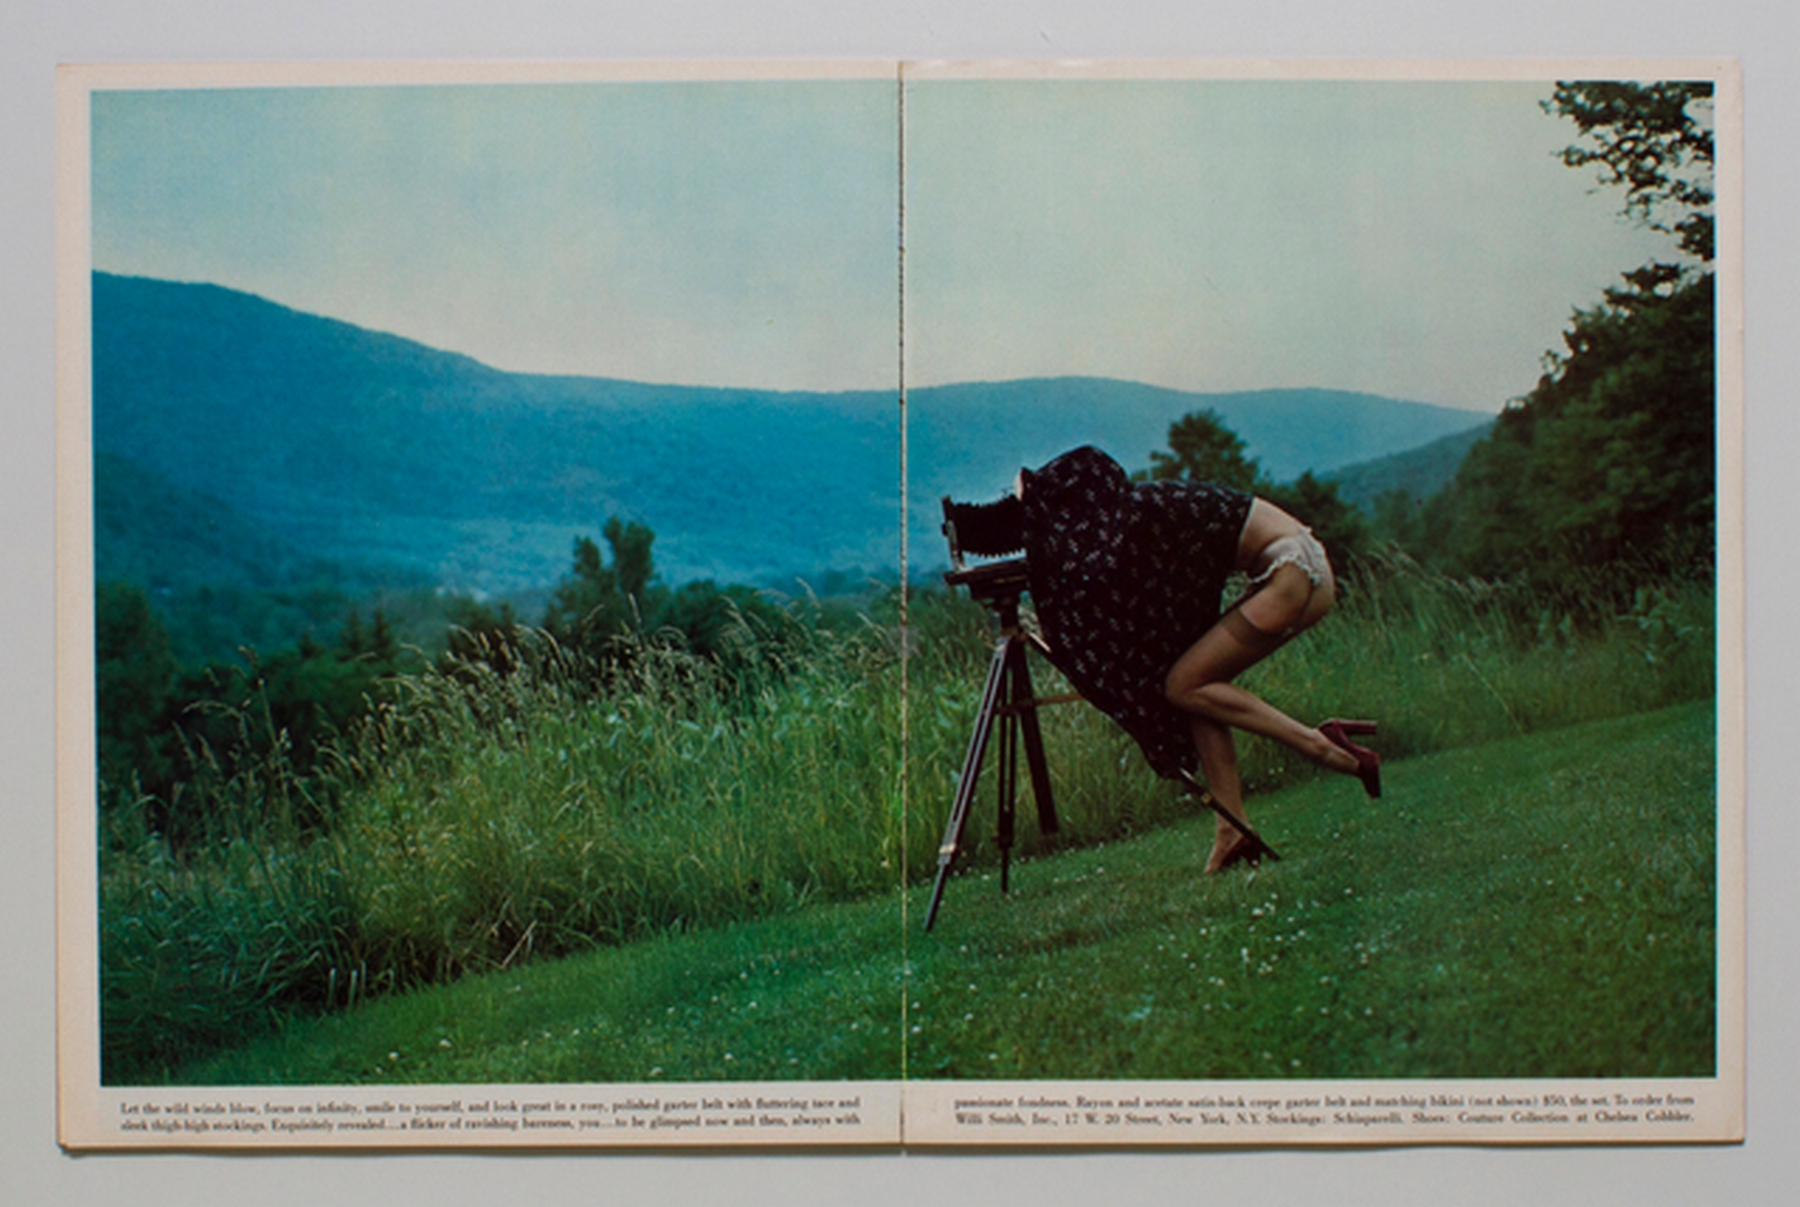 Let the wild winds blow, focus on infinity, smile to yourself, and look great in a rosy, polished garter belt with fluttering lace and
sleek thigh-high stockings. Exquisitely revealed...a flicker of ravishing bareness, you...to be glimpsed now and then, always with
passionate fondness. Rayon and acetate satin-back crepe garter belt and matching bikini (not shown) $50, the set. To order from
Willi Smith, Inc., 17 W. 20 Street, New York, N.Y. Stockings: Schiaparelli. Shoes: Couture Collection at Chelsea Cobbler.